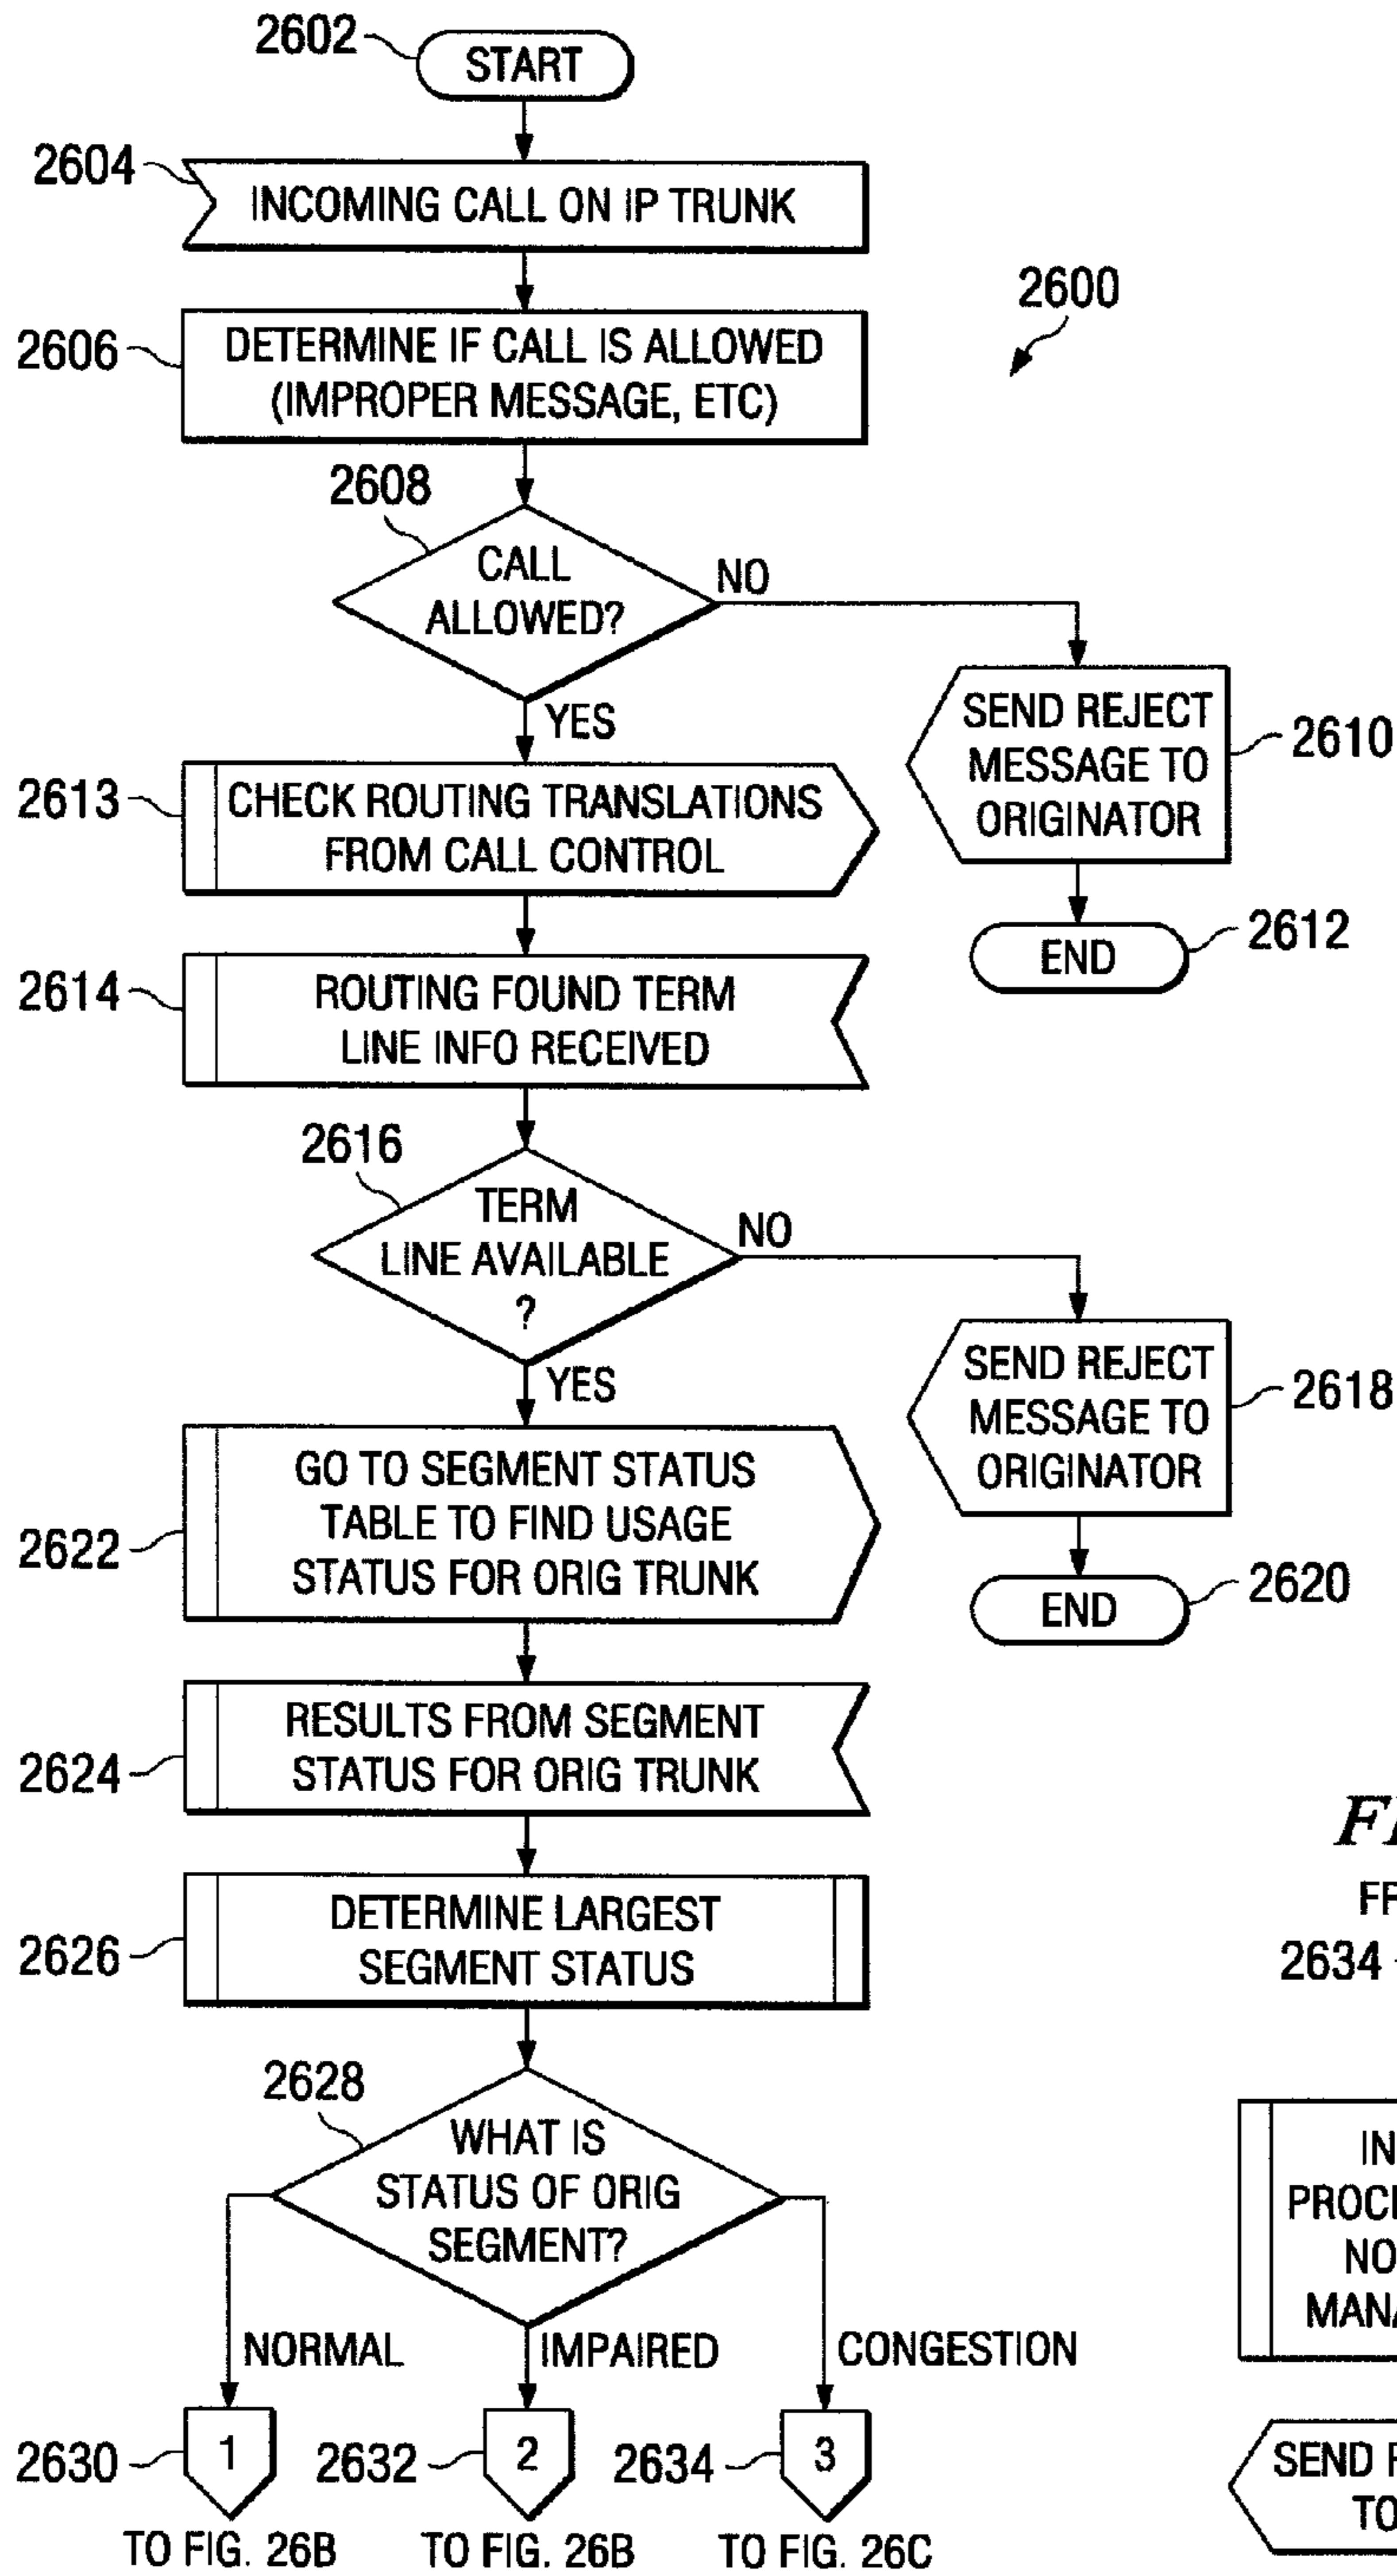 2602
START
2604
INCOMING CALL ON IP TRUNK
2600
2606
DETERMINE IF CALL IS ALLOWED
(IMPROPER MESSAGE, ETC)
2608
CALL
ALLOWED?
NO
YES
SEND REJECT
MESSAGE TO
ORIGINATOR
2610
END
2612
2613
CHECK ROUTING TRANSLATIONS
FROM CALL CONTROL
2614
ROUTING FOUND TERM
LINE INFO RECEIVED
2616
TERM
LINE AVAILABLE
?
NO
YES
SEND REJECT
MESSAGE TO
ORIGINATOR
2618
END
2620
2622
GO TO SEGMENT STATUS
TABLE TO FIND USAGE
STATUS FOR ORIG TRUNK
2624
RESULTS FROM SEGMENT
STATUS FOR ORIG TRUNK
2626
DETERMINE LARGEST
SEGMENT STATUS
2628
WHAT IS
STATUS OF ORIG
SEGMENT?
NORMAL
IMPAIRED
CONGESTION
2630
1
2632
2
2634
3
TO FIG. 26B
TO FIG. 26B
TO FIG. 26C
2634
SEND
TO